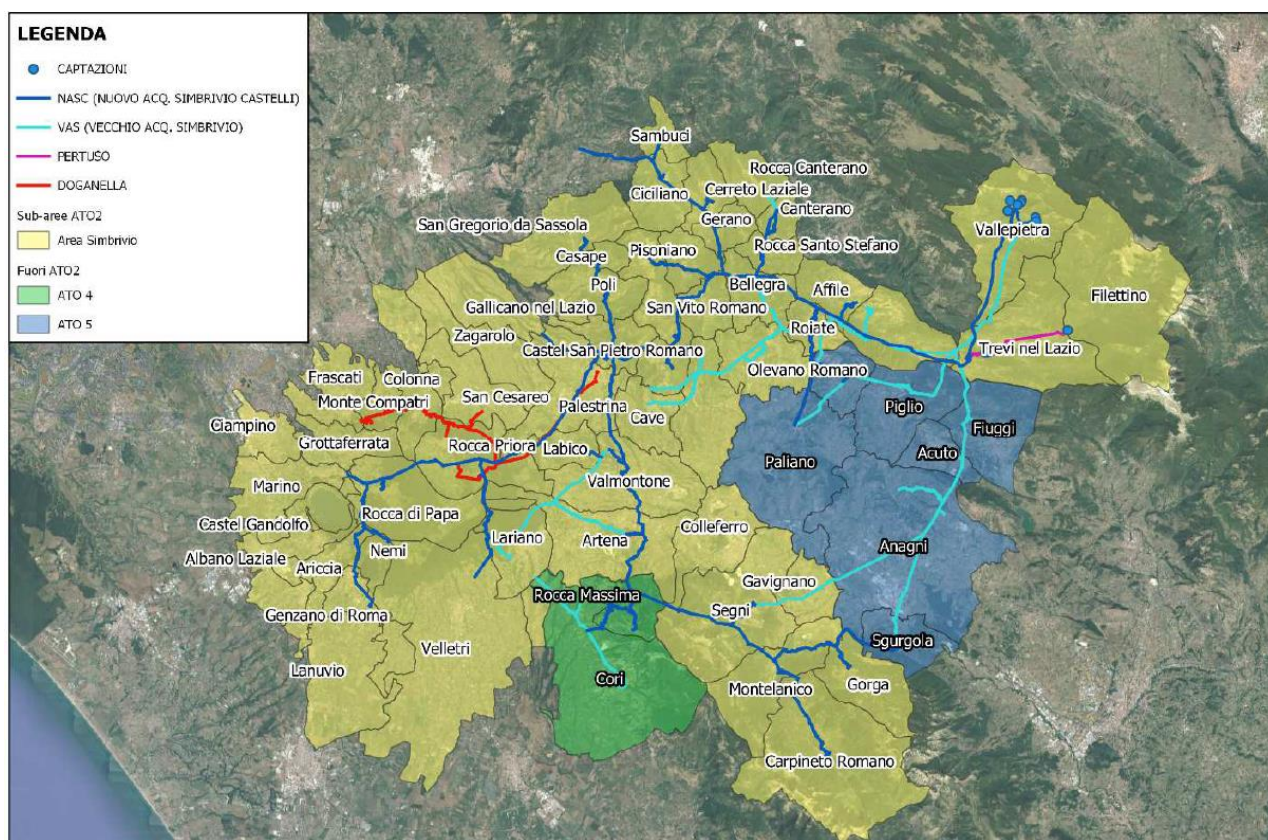 LEGENDA
CAPTAZIONI
NASC (NUOVO ACQ. SIMBRIVIO CASTELLI)
VAS (VECCHIO ACQ. SIMBRIVIO)
PERTUSO
DOGANELLA
Sub-aree ATO2
Area Simbrivio
Fuori ATO2
ATO 4
ATO 5
Sambuci
Rocca Canterano
Ciciliano
Cerreto Laziale
Canterano
Gerano
San Gregorio da Sassola
Vallepietra
Pisoniano
Rocca Santo Stefano
Casape
Poli
Bellegra
Affile
Filettino
Gallicano nel Lazio
San Vito Romano
Zagarolo
Roiate
Castel San Pietro Romano
Trevi nel Lazio
Olevano Romano
Frascati
Colonna
Monte Compatri
San Cesareo
Palestrina
Piglio
Cave
Ciampino
Fiuggi
Grottaferrata
Rocca Priora
Labico
Acuto
Paliano
Valmontone
Marino
Rocca di Papa
Colleferro
Castel Gandolfo
Lariano
Artena
Anagni
Nemi
Albano Laziale
Ariccia
Gavignano
Rocca Massima
Segni
Genzano di Roma
Sgurgola
Velletri
Lanuvio
Cori
Montelanico
Gorga
Carpineto Romano